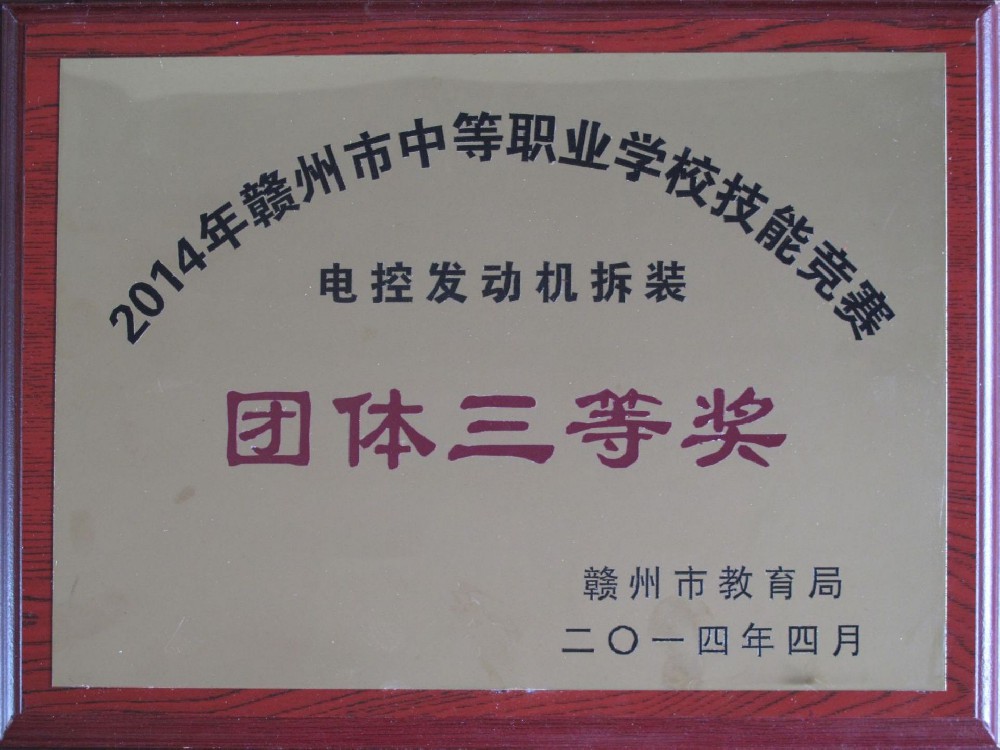 2014年赣州市中等职业学校技能竞赛
电控发动机拆装
团体三等奖
赣州市教育局
二〇一四年四月